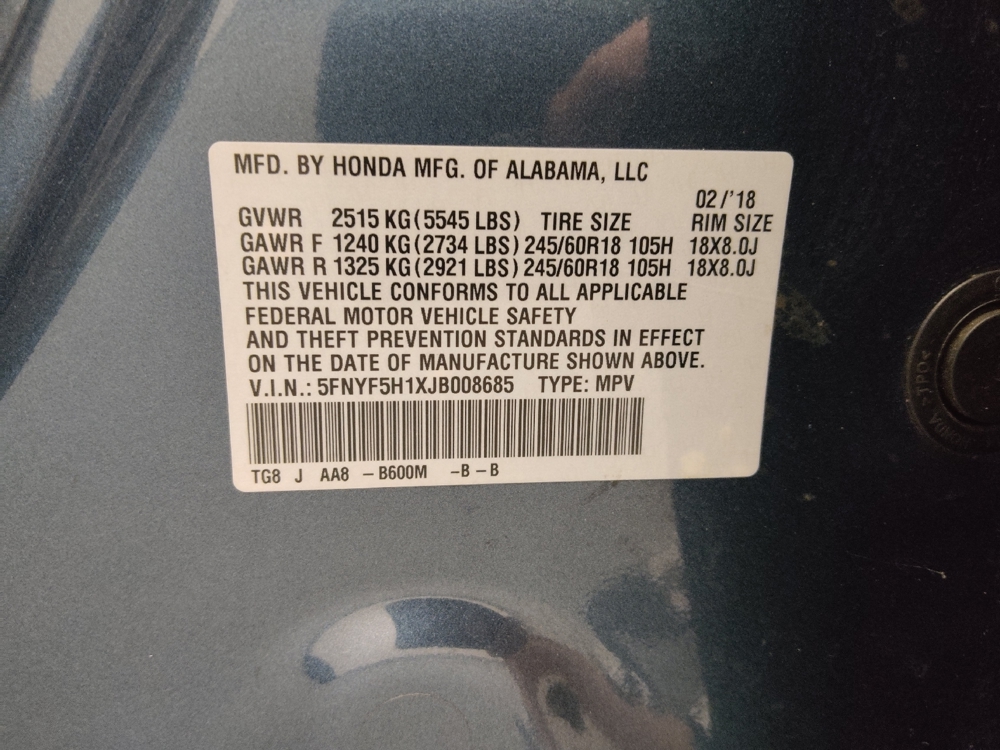 MFD. BY HONDA MFG. OF ALABAMA, LLC
02/'18
GVWR 2515 KG (5545 LBS) TIRE SIZE RIM SIZE
GAWR F 1240 KG (2734 LBS) 245/60R18 105H 18X8.0J
GAWR R 1325 KG (2921 LBS) 245/60R18 105H 18X8.0J
THIS VEHICLE CONFORMS TO ALL APPLICABLE
FEDERAL MOTOR VEHICLE SAFETY
AND THEFT PREVENTION STANDARDS IN EFFECT
ON THE DATE OF MANUFACTURE SHOWN ABOVE.
V.I.N.: 5FNYF5H1XJB008685 TYPE: MPV
TG8 J AA8 – B600M –B – B
HONDA >TPO<